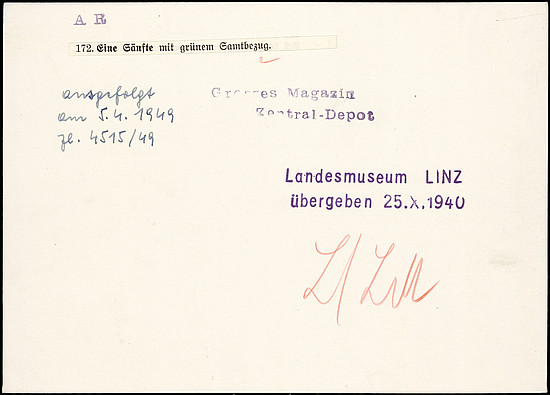 A R
172. Eine Sänfte mit grünem Samtbezug.
ausgefolgt
am 5.4.1949
Zl. 4515/49
Grosses Magazin
Zentral-Depot
Landesmuseum LINZ
übergeben 25.X.1940